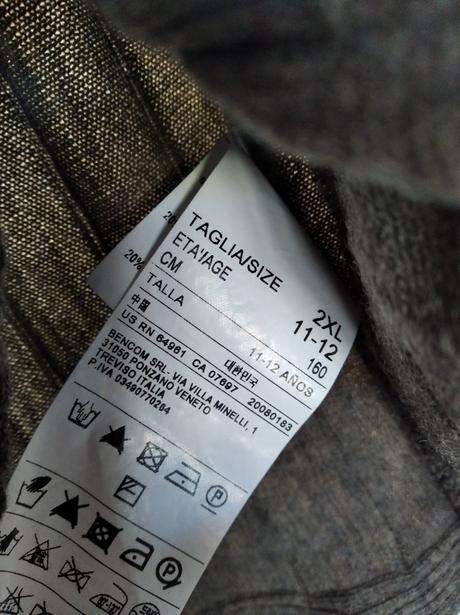 TAGLIA/SIZE 2XL
ETA'/AGE 11-12
CM 160
TALLA 11-12 AÑOS
中国 대한민국
US RN 64961 CA 07697 20080183
BENCOM SRL. VIA VILLA MINELLI, 1
31050 PONZANO VENETO
TREVISO ITALIA
P.IVA 03490770264
20%
P
P